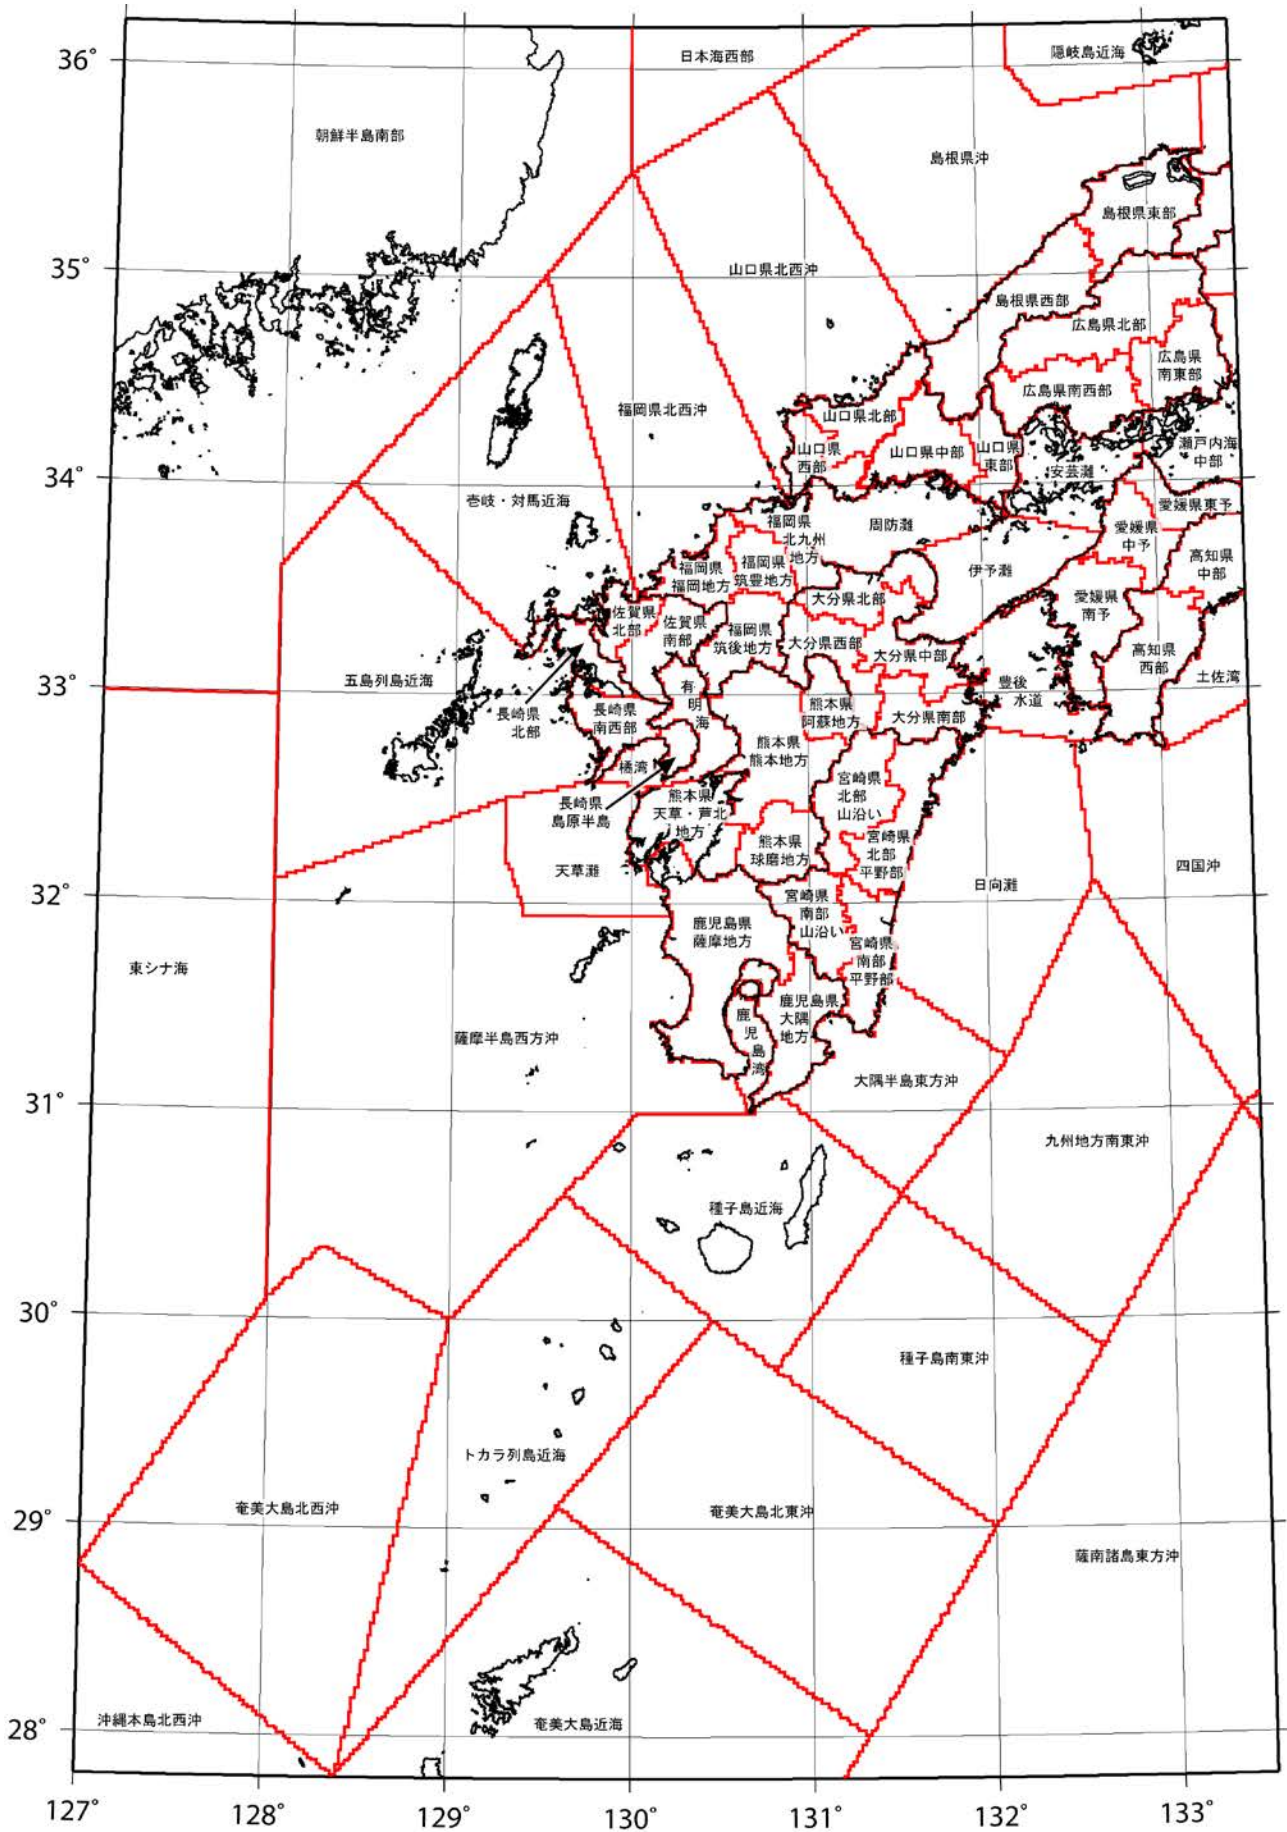 36°
日本海西部
隠岐島近海
朝鮮半島南部
島根県沖
島根県東部
35°
山口県北西沖
島根県西部
広島県北部
広島県
南東部
広島県南西部
福岡県北西沖
山口県北部
山口県
西部
山口県中部
山口県
東部
安芸灘
瀬戸内海
中部
34°
壱岐・対馬近海
愛媛県東予
福岡県
北九州
地方
周防灘
愛媛県
中予
高知県
中部
福岡県
福岡地方
福岡県
筑豊地方
伊予灘
大分県北部
愛媛県
南予
佐賀県
北部
佐賀県
南部
福岡県
筑後地方
大分県西部
大分県中部
高知県
西部
33°
五島列島近海
有
明
海
豊後
水道
土佐湾
長崎県
北部
長崎県
南西部
熊本県
阿蘇地方
大分県南部
熊本県
熊本地方
橘湾
宮崎県
北部
山沿い
長崎県
島原半島
熊本県
天草・芦北
地方
熊本県
球磨地方
宮崎県
北部
平野部
天草灘
日向灘
四国沖
32°
宮崎県
南部
山沿い
鹿児島県
薩摩地方
宮崎県
南部
平野部
東シナ海
鹿児島県
大隅
地方
鹿
児
島
湾
薩摩半島西方沖
大隅半島東方沖
31°
九州地方南東沖
種子島近海
30°
種子島南東沖
トカラ列島近海
奄美大島北西沖
奄美大島北東沖
29°
薩南諸島東方沖
沖縄本島北西沖
奄美大島近海
28°
127°
128°
129°
130°
131°
132°
133°